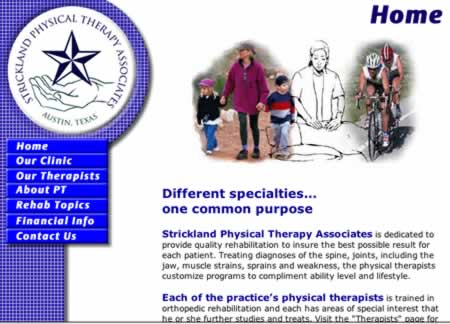 Home
STRICKLAND PHYSICAL THERAPY ASSOCIATES
AUSTIN, TEXAS
Home
Our Clinic
Our Therapists
About PT
Rehab Topics
Financial Info
Contact Us
Different specialties...
one common purpose
Strickland Physical Therapy Associates is dedicated to
provide quality rehabilitation to insure the best possible result for
each patient. Treating diagnoses of the spine, joints, including the
jaw, muscle strains, sprains and weakness, the physical therapists
customize programs to compliment ability level and lifestyle.
Each of the practice's physical therapists is trained in
orthopedic rehabilitation and each has areas of special interest that
he or she further studies and treats. Visit the "Therapists" page for